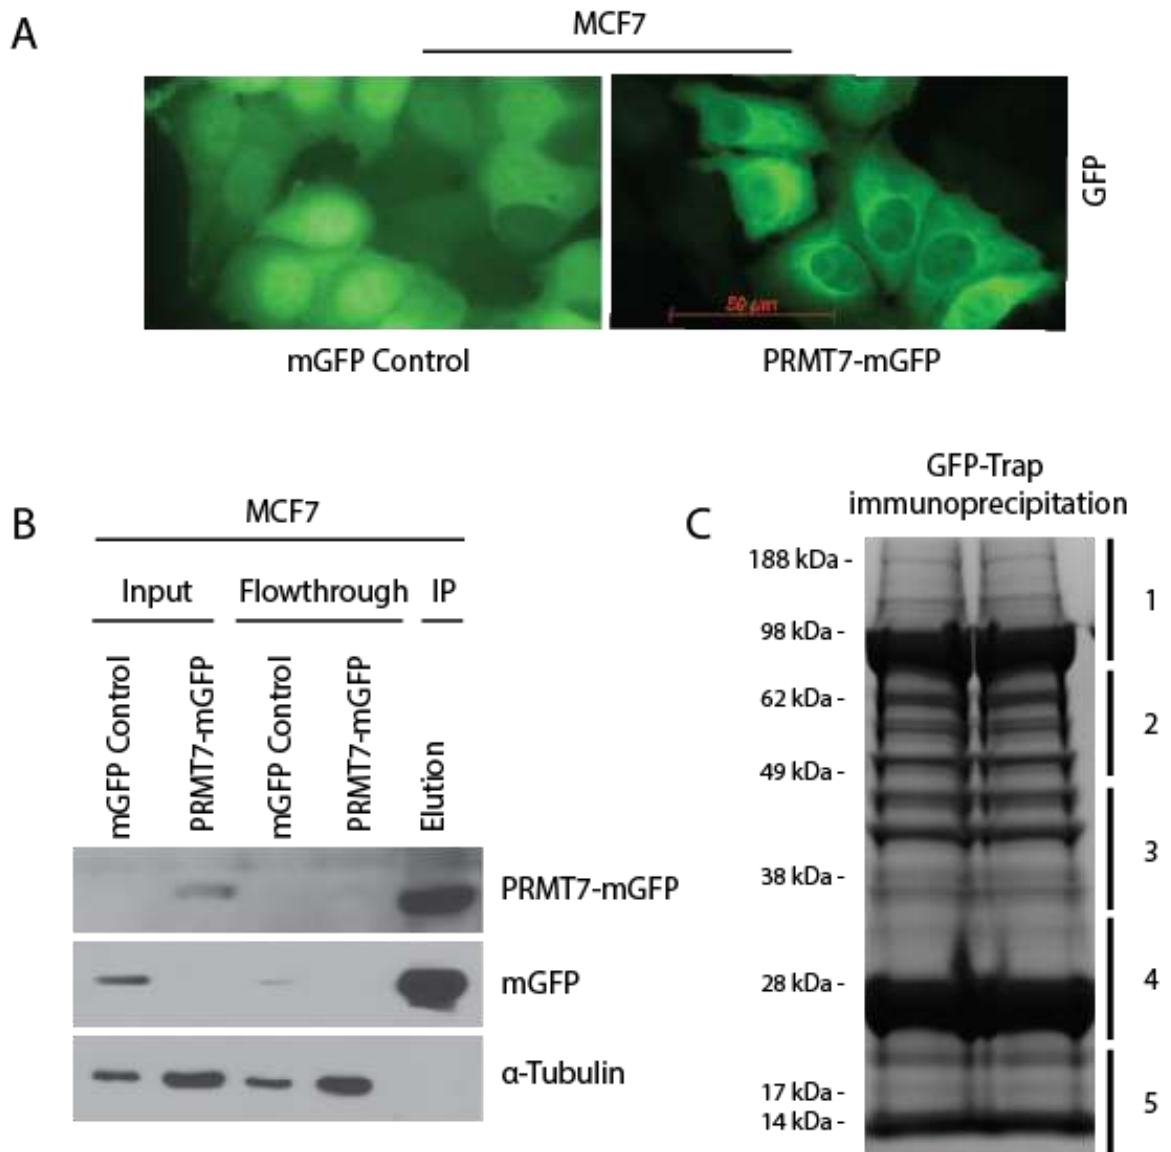 A
MCF7
GFP
50 µm
mGFP Control
PRMT7-mGFP
B
MCF7
Input
Flowthrough
IP
mGFP Control
PRMT7-mGFP
mGFP Control
PRMT7-mGFP
Elution
PRMT7-mGFP
mGFP
α-Tubulin
C
GFP-Trap
immunoprecipitation
188 kDa -
98 kDa -
62 kDa -
49 kDa -
38 kDa -
28 kDa -
17 kDa -
14 kDa -
1
2
3
4
5